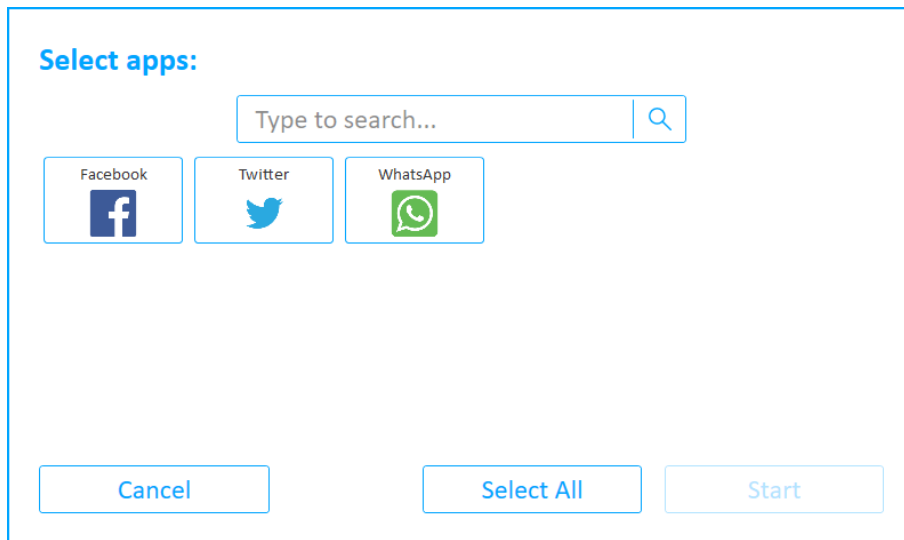 Select apps:
Type to search...
Facebook
Twitter
WhatsApp
Cancel
Select All
Start